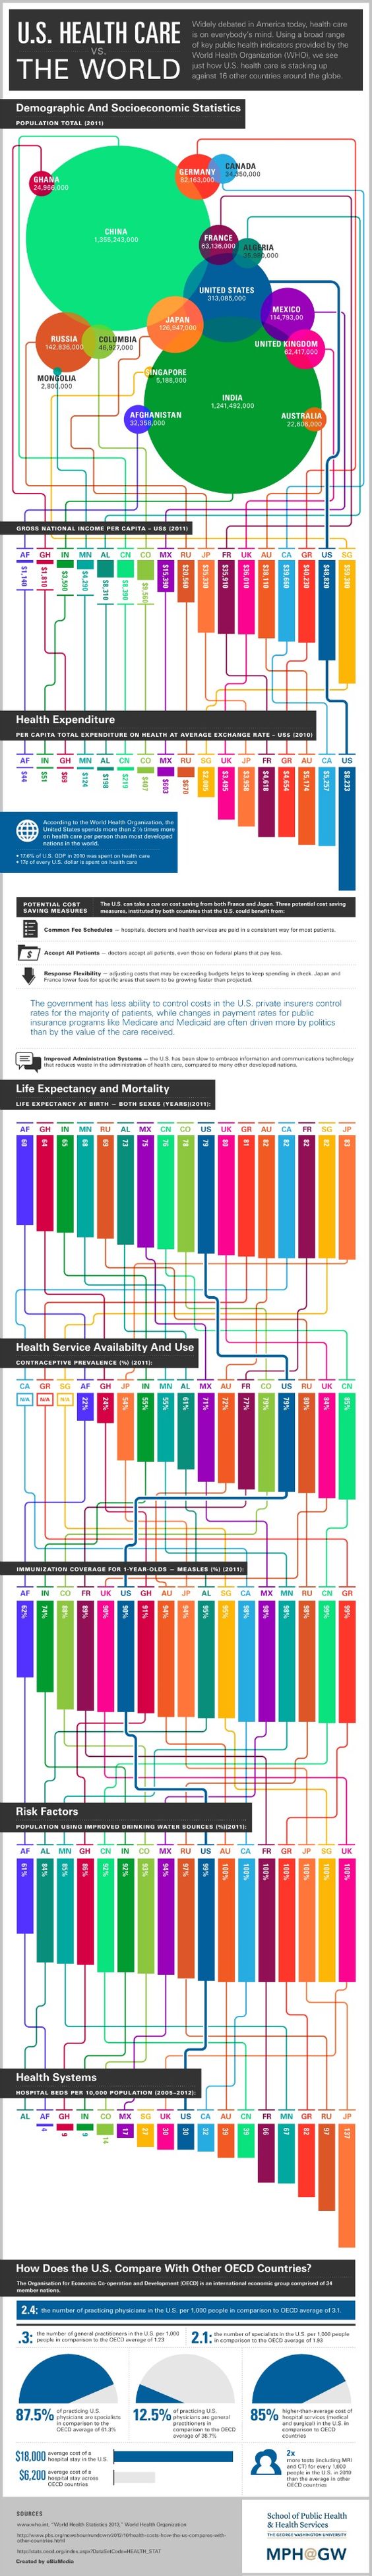 U.S. HEALTH CARE
VS.
THE WORLD
Widely debated in America today, health care
is on everybody's mind. Using a broad range
of key public health indicators provided by the
World Health Organization (WHO), we see
just how U.S. health care is stacking up
against 16 other countries around the globe.
Demographic And Socioeconomic Statistics
POPULATION TOTAL (2011)
GHANA
24,966,000
GERMANY
82,163,000
CANADA
34,350,000
CHINA
1,355,243,000
FRANCE
63,136,000
ALGERIA
UNITED STATES
313,085,000
MEXICO
114,793,00
JAPAN
126,947,000
RUSSIA
142,836,000
COLUMBIA
46,927,000
UNITED KINGDOM
62,417,000
MONGOLIA
2,800,000
SINGAPORE
5,188,000
INDIA
1,241,492,000
AFGHANISTAN
32,358,000
AUSTRALIA
22,606,000
GROSS NATIONAL INCOME PER CAPITA – US$ (2011)
AF GH IN MN AL CN CO MX RU JP FR UK AU CA GR US SG
$1,140 $1,810 $3,590 $4,290 $8,310 $8,390 $9,560 $15,390 $20,560 $35,330 $35,910 $36,010 $38,110 $39,660 $40,230 $48,820 $59,380
Health Expenditure
PER CAPITA TOTAL EXPENDITURE ON HEALTH AT AVERAGE EXCHANGE RATE – US$ (2010)
AF IN GH MN AL CN CO MX RU SG UK JP FR GR AU CA US
$44 $51 $69 $124 $198 $219 $407 $603 $670 $2,005 $3,495 $3,958 $4,618 $4,654 $5,174 $5,257 $8,233
According to the World Health Organisation, the
United States spends more than 2 ½ times more
on health care per person than most developed
nations in the world.
• 17.6% of U.S. GDP in 2010 was spent on health care
• 17¢ of every U.S. dollar is spent on health care
POTENTIAL COST
SAVING MEASURES
The U.S. can take a cue on cost saving from both France and Japan. Three potential cost saving
measures, instituted by both countries that the U.S. could benefit from:
Common Fee Schedules – hospitals, doctors and health services are paid in a consistent way for most patients.
Accept All Patients – doctors accept all patients, even those on federal plans that pay less.
Response Flexibility – adjusting costs that may be exceeding budgets helps to keep spending in check. Japan and
France lower fees for specific areas that seem to be growing faster than projected.
The government has less ability to control costs in the U.S. private insurers control
rates for the majority of patients, while changes in payment rates for public
insurance programs like Medicare and Medicaid are often driven more by politics
than by the value of the care received.
Improved Administration Systems – the U.S. has been slow to embrace information and communications technology
that reduces waste in the administration of health care, compared to many other developed nations.
Life Expectancy and Mortality
LIFE EXPECTANCY AT BIRTH – BOTH SEXES (YEARS)(2011):
AF GH IN MN RU AL MX CN CO US UK GR AU CA FR SG JP
60 64 65 68 69 73 75 76 78 79 80 81 82 82 82 82 83
Health Service Availabilty And Use
CONTRACEPTIVE PREVALENCE (%) (2011):
CA GR SG AF GH JP IN MN AL MX AU FR CO US RU UK CN
N/A N/A N/A 22% 24% 54% 55% 55% 61% 71% 72% 77% 79% 79% 80% 84% 85%
IMMUNIZATION COVERAGE FOR 1-YEAR-OLDS – MEASLES (%) (2011):
AF IN CO FR UK US GH AU JP AL SG CA MX MN RU CN GR
62% 74% 88% 89% 90% 90% 91% 94% 94% 95% 95% 98% 98% 98% 98% 99% 99%
Risk Factors
POPULATION USING IMPROVED DRINKING WATER SOURCES (%)(2011):
AF AL MN GH CN IN CO MX RU US AU CA FR GR JP SG UK
61% 84% 85% 86% 92% 92% 93% 94% 97% 99% 100% 100% 100% 100% 100% 100% 100%
Health Systems
HOSPITAL BEDS PER 10,000 POPULATION (2005–2012):
AL AF GH IN CO MX SG UK US CA AU CN FR MN GR RU JP
4 9 9 14 17 27 30 30 32 39 39 66 67 82 97 137
How Does the U.S. Compare With Other OECD Countries?
The Organisation for Economic Co-operation and Development (OECD) is an international economic group comprised of 34
member nations.
2.4: the number of practicing physicians in the U.S. per 1,000 people in comparison to OECD average of 3.1.
.3: the number of general practitioners in the U.S. per 1,000
people in comparison to the OECD average of 1.23
2.1: the number of specialists in the U.S. per 1,000 people
in comparison to OECD average of 1.93
87.5% of practicing U.S.
physicians are specialists
in comparison to the
OECD average of 61.3%
12.5% of practicing U.S.
physicians are general
practitioners in
comparison to the OECD
average of 38.7%
85% higher-than-average cost of
hospital services (medical
and surgical) in the U.S. in
comparison to OECD
countries
$18,000 average cost of a
hospital stay in the U.S.
$6,200 average cost of a
hospital stay across
OECD countries
2x
more tests (including MRI
and CT) for every 1,000
people in the U.S. in 2010
than the average in other
OECD countries
SOURCES
www.who.int, "World Health Statistics 2013," World Health Organization
Created by oBizMedia
School of Public Health
& Health Services
THE GEORGE WASHINGTON UNIVERSITY
MPH@GW